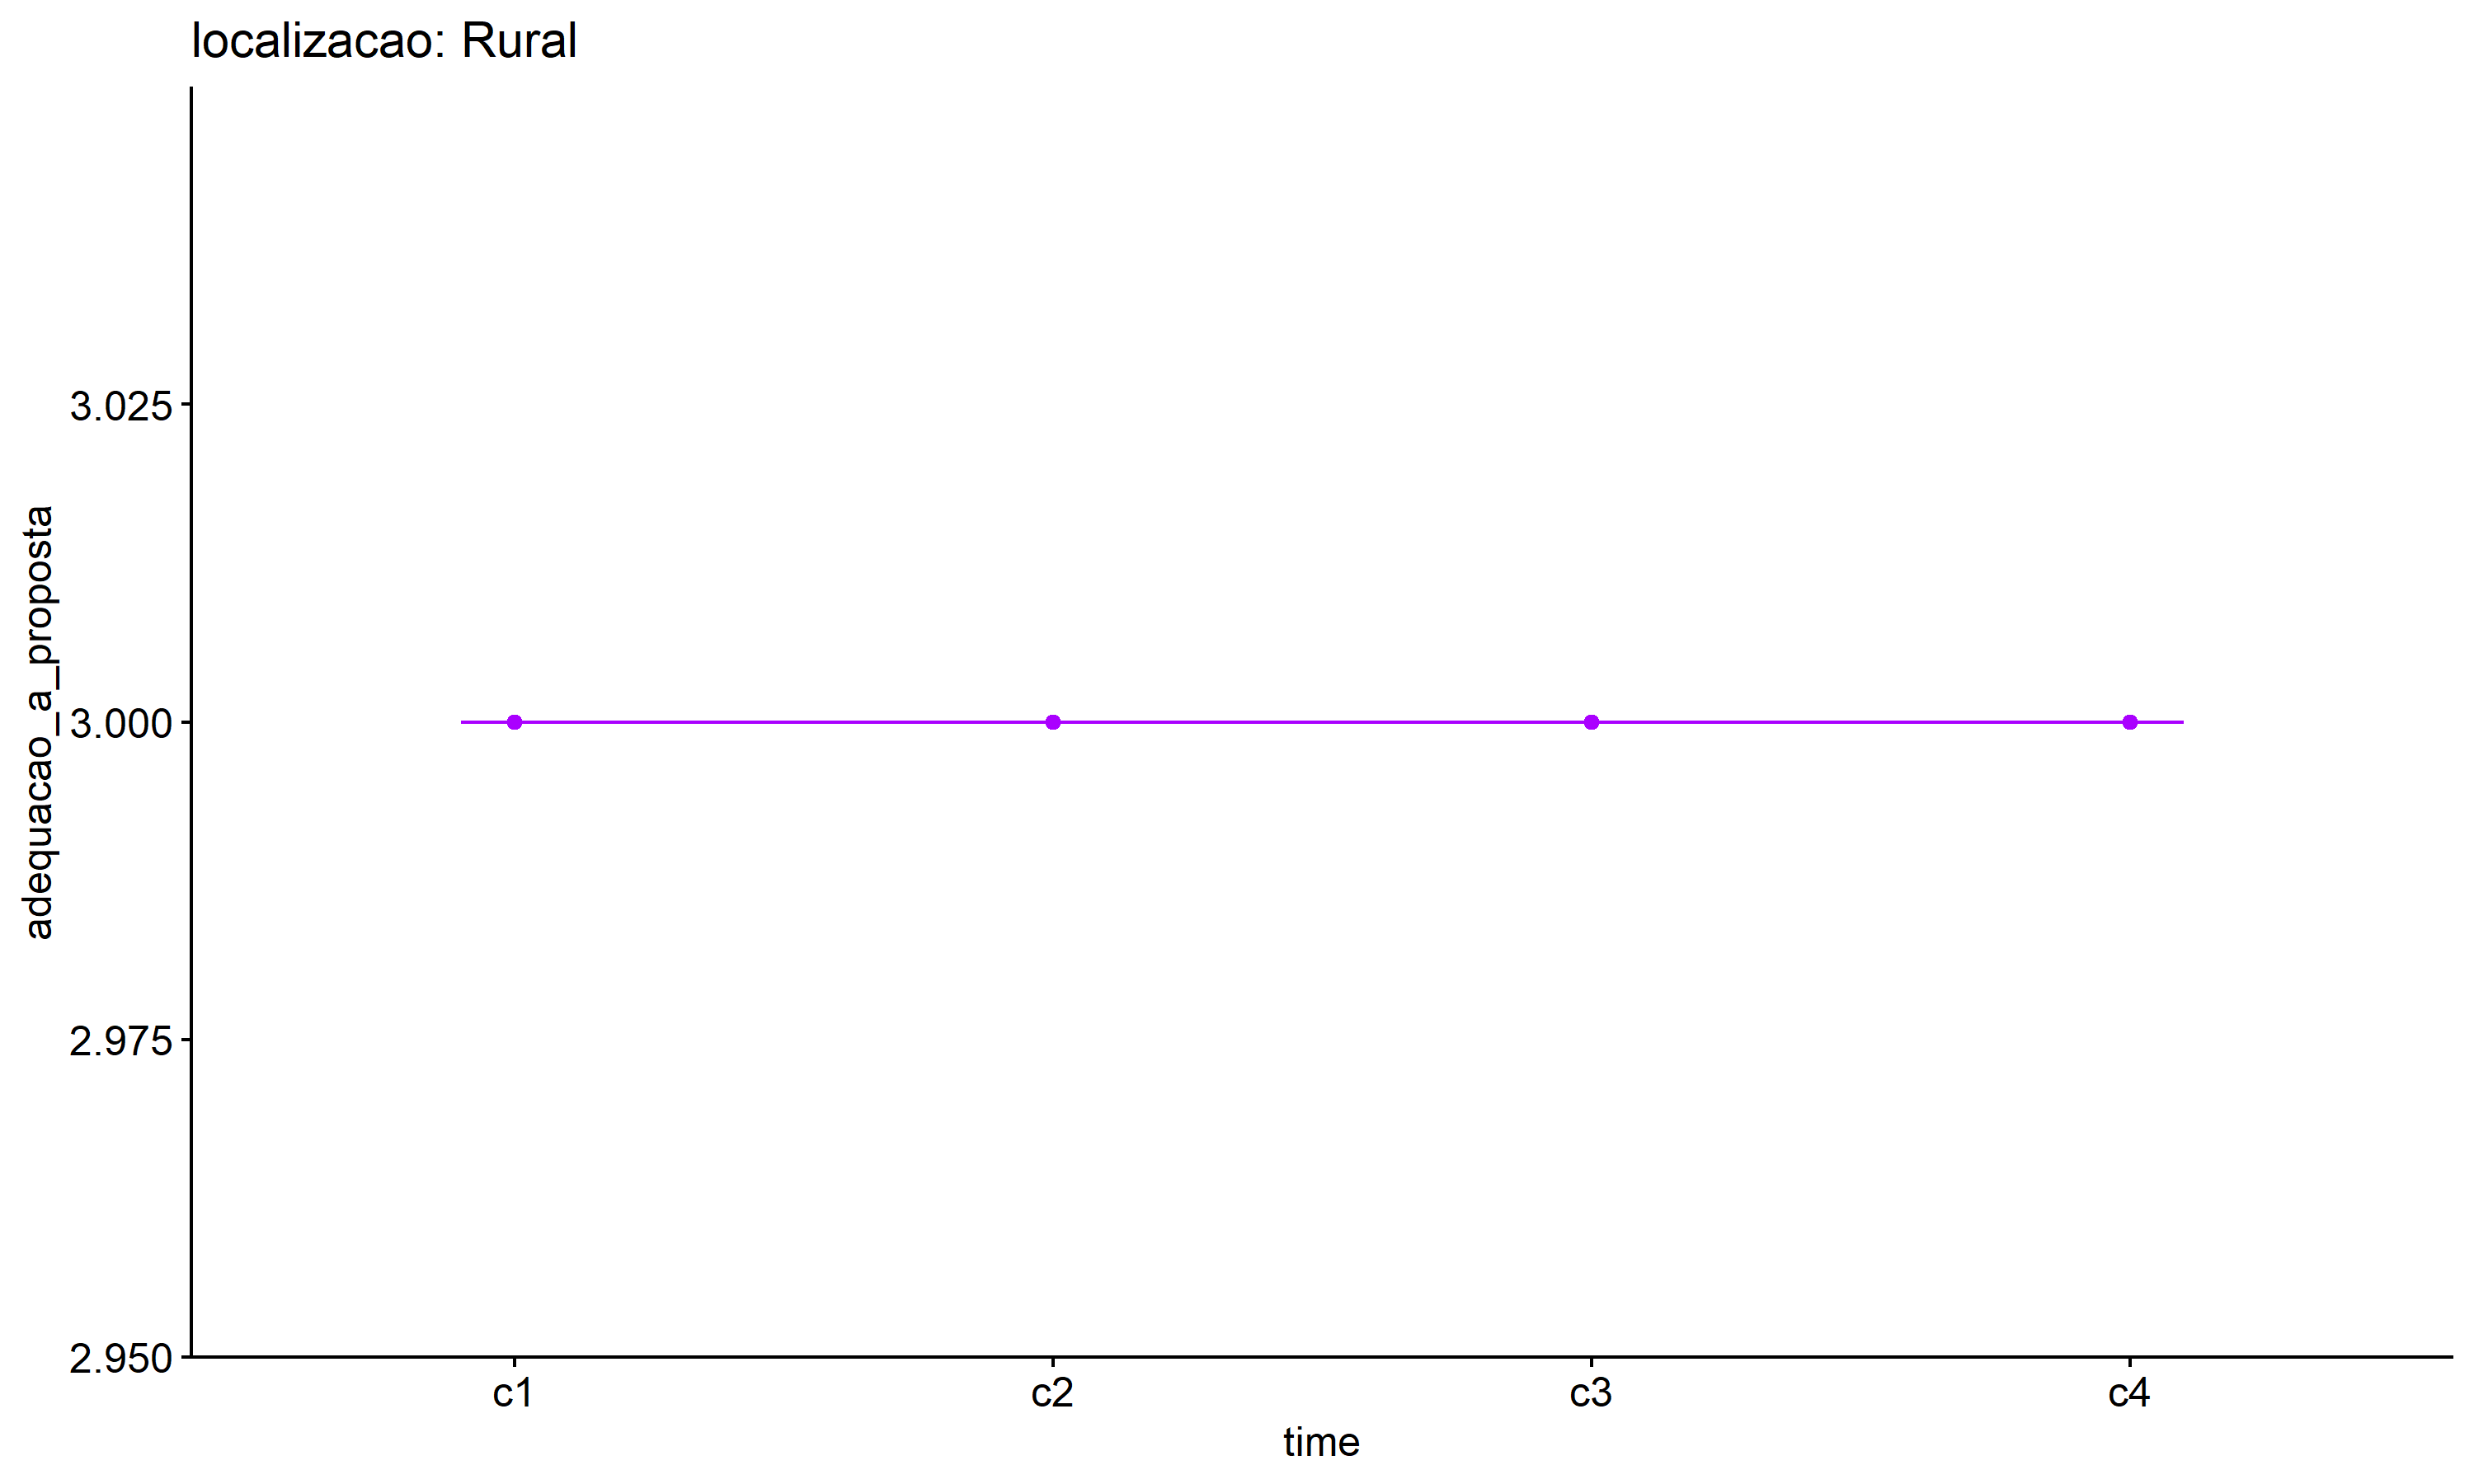 localizacao: Rural
adequacao_a_proposta
3.025
3.000
2.975
2.950
c1 c2 c3 c4
time